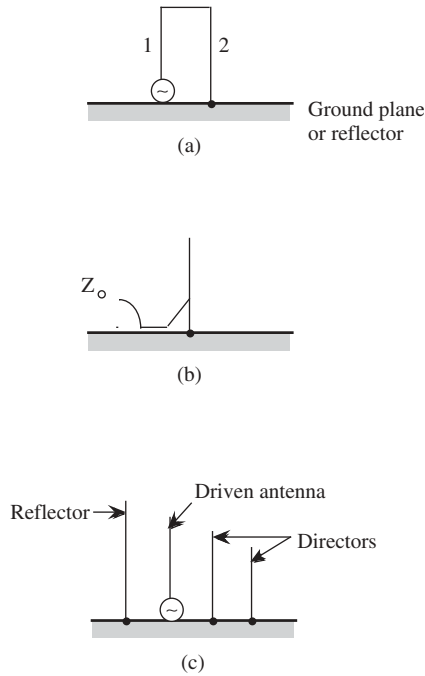 1
2
~
Ground plane
or reflector
(a)
Z o
(b)
Driven antenna
Reflector
Directors
~
(c)